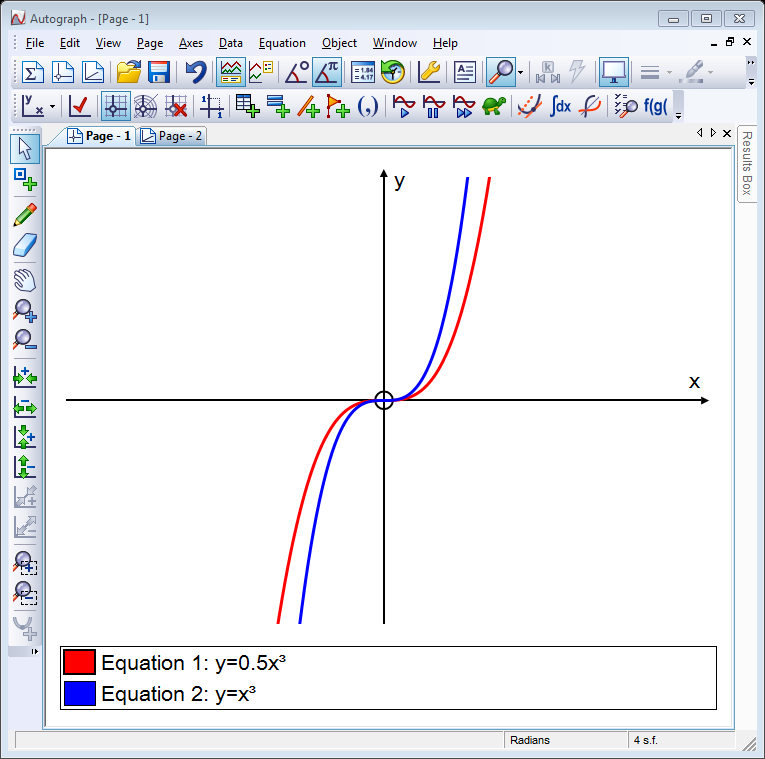 Autograph - [Page - 1]
File Edit View Page Axes Data Equation Object Window Help
Page - 1 Page - 2
Results Box
y
x
Equation 1: y=0.5x³
Equation 2: y=x³
Radians 4 s.f.